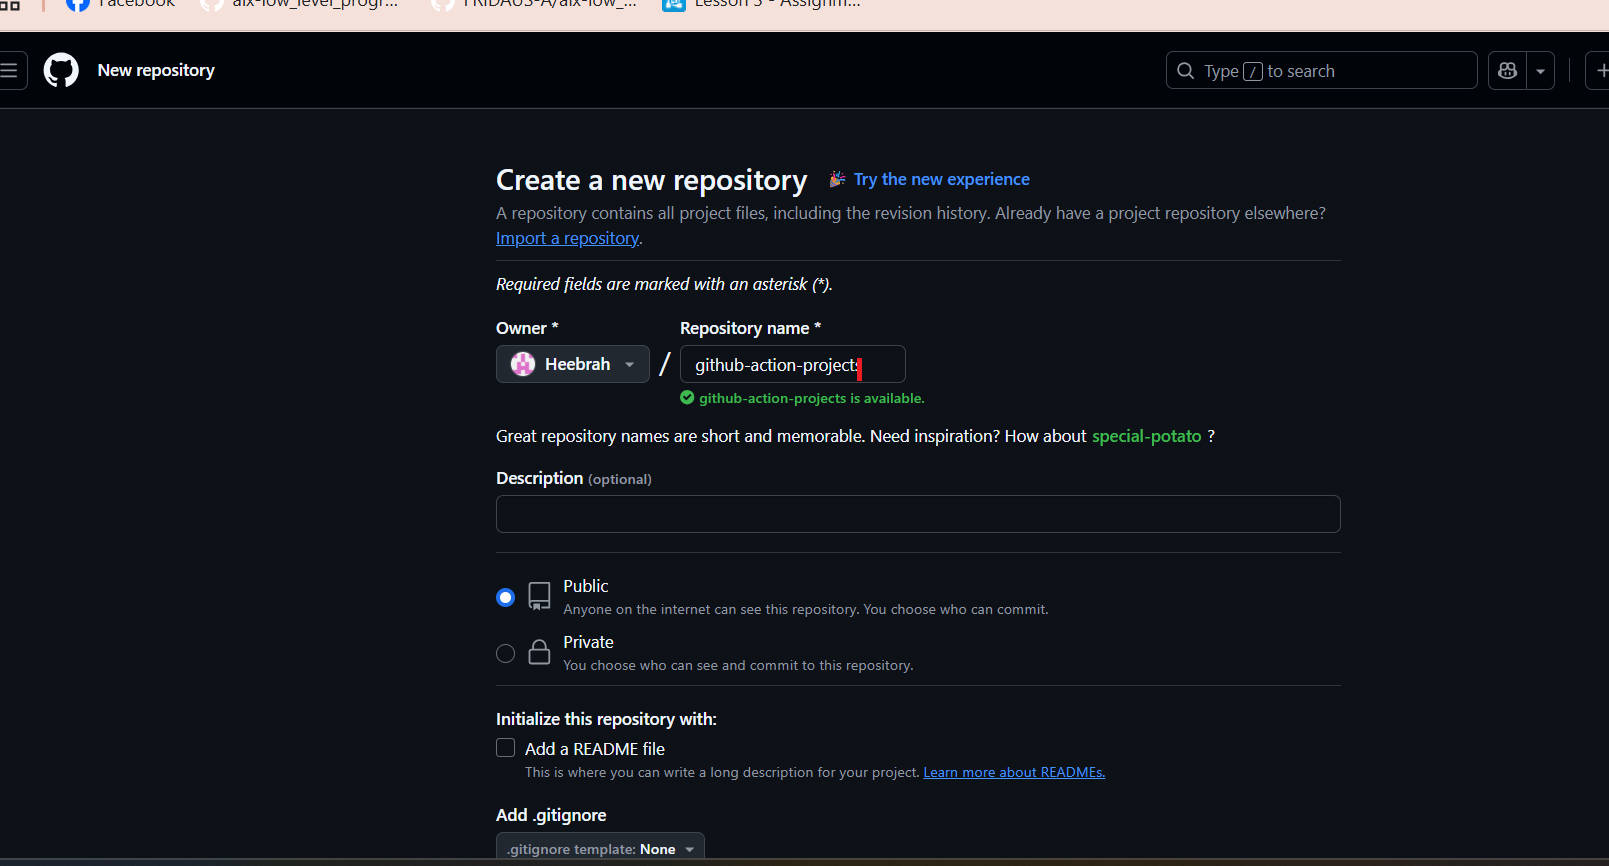 Facebook
alx-low_level_progr...
FRIDAUS-A/alx-low_...
Lesson 3 - Assignm...
New repository
Type / to search
Create a new repository
Try the new experience
A repository contains all project files, including the revision history. Already have a project repository elsewhere?
Import a repository.
Required fields are marked with an asterisk (*).
Owner *
Repository name *
Heebrah
/
github-action-projects
github-action-projects is available.
Great repository names are short and memorable. Need inspiration? How about special-potato ?
Description (optional)
Public
Anyone on the internet can see this repository. You choose who can commit.
Private
You choose who can see and commit to this repository.
Initialize this repository with:
Add a README file
This is where you can write a long description for your project. Learn more about READMEs.
Add .gitignore
.gitignore template: None